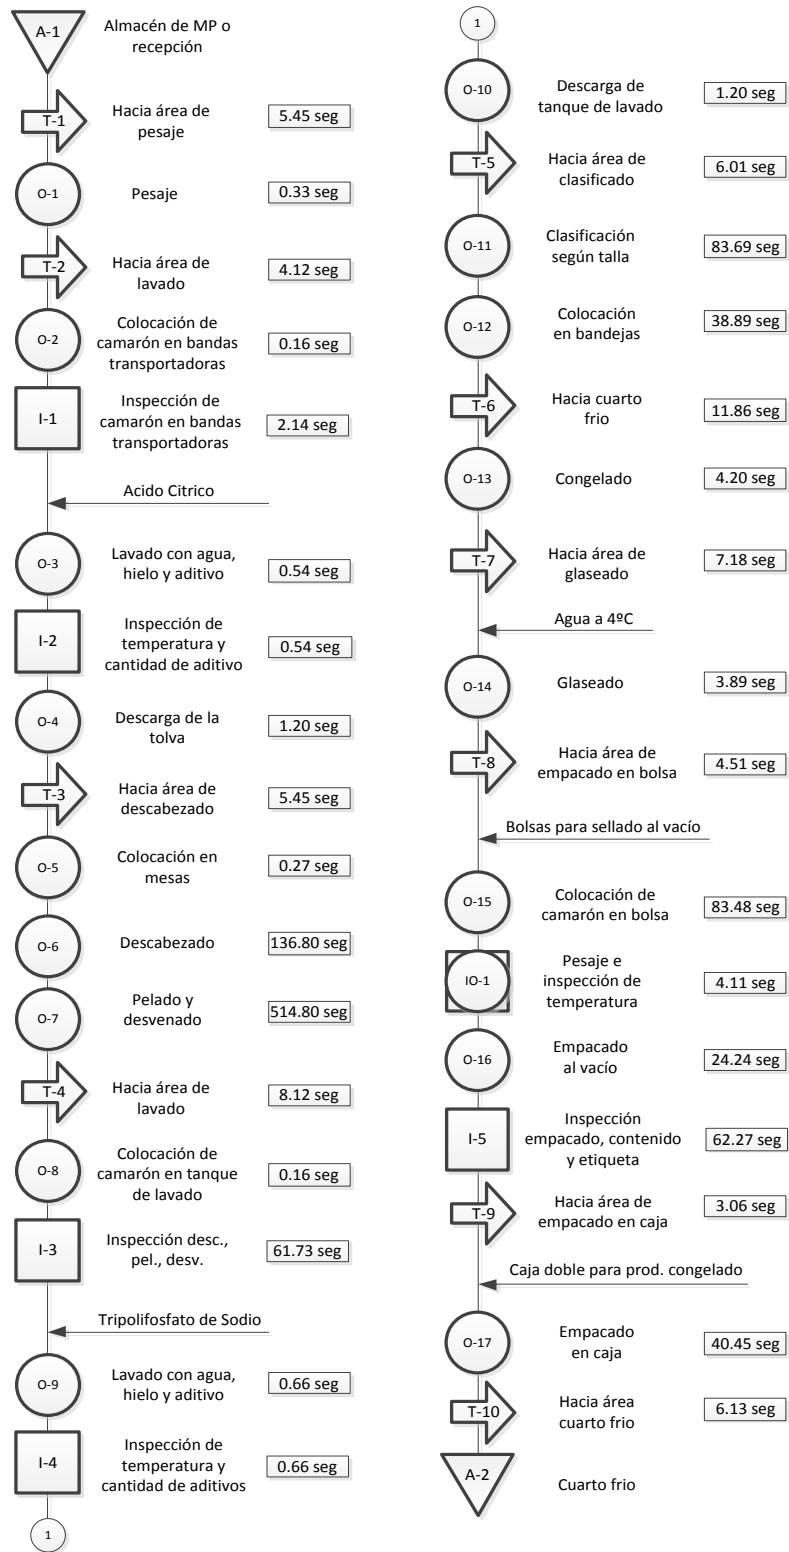 A-1
Almacén de MP o
recepción
T-1
Hacia área de
pesaje
5.45 seg
O-1
Pesaje
0.33 seg
T-2
Hacia área de
lavado
4.12 seg
O-2
Colocación de
camarón en bandas
transportadoras
0.16 seg
I-1
Inspección de
camarón en bandas
transportadoras
2.14 seg
Acido Citrico
O-3
Lavado con agua,
hielo y aditivo
0.54 seg
I-2
Inspección de
temperatura y
cantidad de aditivo
0.54 seg
O-4
Descarga de la
tolva
1.20 seg
T-3
Hacia área de
descabezado
5.45 seg
O-5
Colocación en
mesas
0.27 seg
O-6
Descabezado
136.80 seg
O-7
Pelado y
desvenado
514.80 seg
T-4
Hacia área de
lavado
8.12 seg
O-8
Colocación de
camarón en tanque
de lavado
0.16 seg
I-3
Inspección desc.,
pel., desv.
61.73 seg
Tripolifosfato de Sodio
O-9
Lavado con agua,
hielo y aditivo
0.66 seg
I-4
Inspección de
temperatura y
cantidad de aditivos
0.66 seg
1
1
O-10
Descarga de
tanque de lavado
1.20 seg
T-5
Hacia área de
clasificado
6.01 seg
O-11
Clasificación
según talla
83.69 seg
O-12
Colocación
en bandejas
38.89 seg
T-6
Hacia cuarto
frio
11.86 seg
O-13
Congelado
4.20 seg
T-7
Hacia área de
glaseado
7.18 seg
Agua a 4ºC
O-14
Glaseado
3.89 seg
T-8
Hacia área de
empacado en bolsa
4.51 seg
Bolsas para sellado al vacío
O-15
Colocación de
camarón en bolsa
83.48 seg
IO-1
Pesaje e
inspección de
temperatura
4.11 seg
O-16
Empacado
al vacío
24.24 seg
I-5
Inspección
empacado, contenido
y etiqueta
62.27 seg
T-9
Hacia área de
empacado en caja
3.06 seg
Caja doble para prod. congelado
O-17
Empacado
en caja
40.45 seg
T-10
Hacia área
cuarto frio
6.13 seg
A-2
Cuarto frio